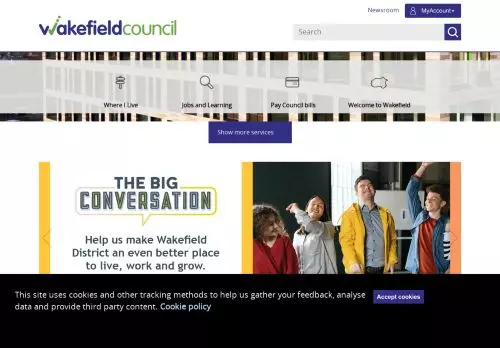 wakefieldcouncil
Newsroom
MyAccount+
Search
Where I Live
Jobs and Learning
Pay Council bills
Welcome to Wakefield
Show more services
THE BIG
CONVERSATION
Help us make Wakefield
District an even better place
to live, work and grow.
This site uses cookies and other tracking methods to help us gather your feedback, analyse
data and provide third party content. Cookie policy
Accept cookies